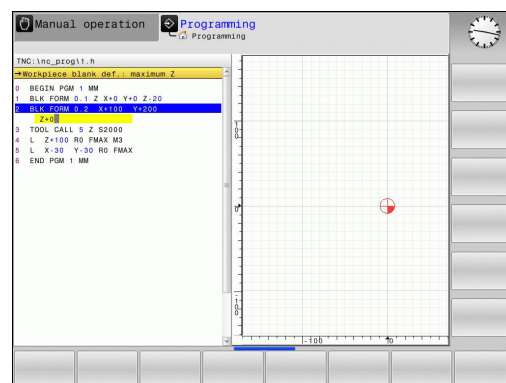 Manual operation
Programming
Programming
TNC:\nc_prog\1.h
→Workpiece blank def.: maximum Z
0 BEGIN PGM 1 MM
1 BLK FORM 0.1 Z X+0 Y+0 Z-20
2 BLK FORM 0.2 X+100 Y+200
Z+0
3 TOOL CALL 5 Z S2000
4 L Z+100 R0 FMAX M3
5 L X-30 Y-30 R0 FMAX
6 END PGM 1 MM
100
0
-100
-100
0